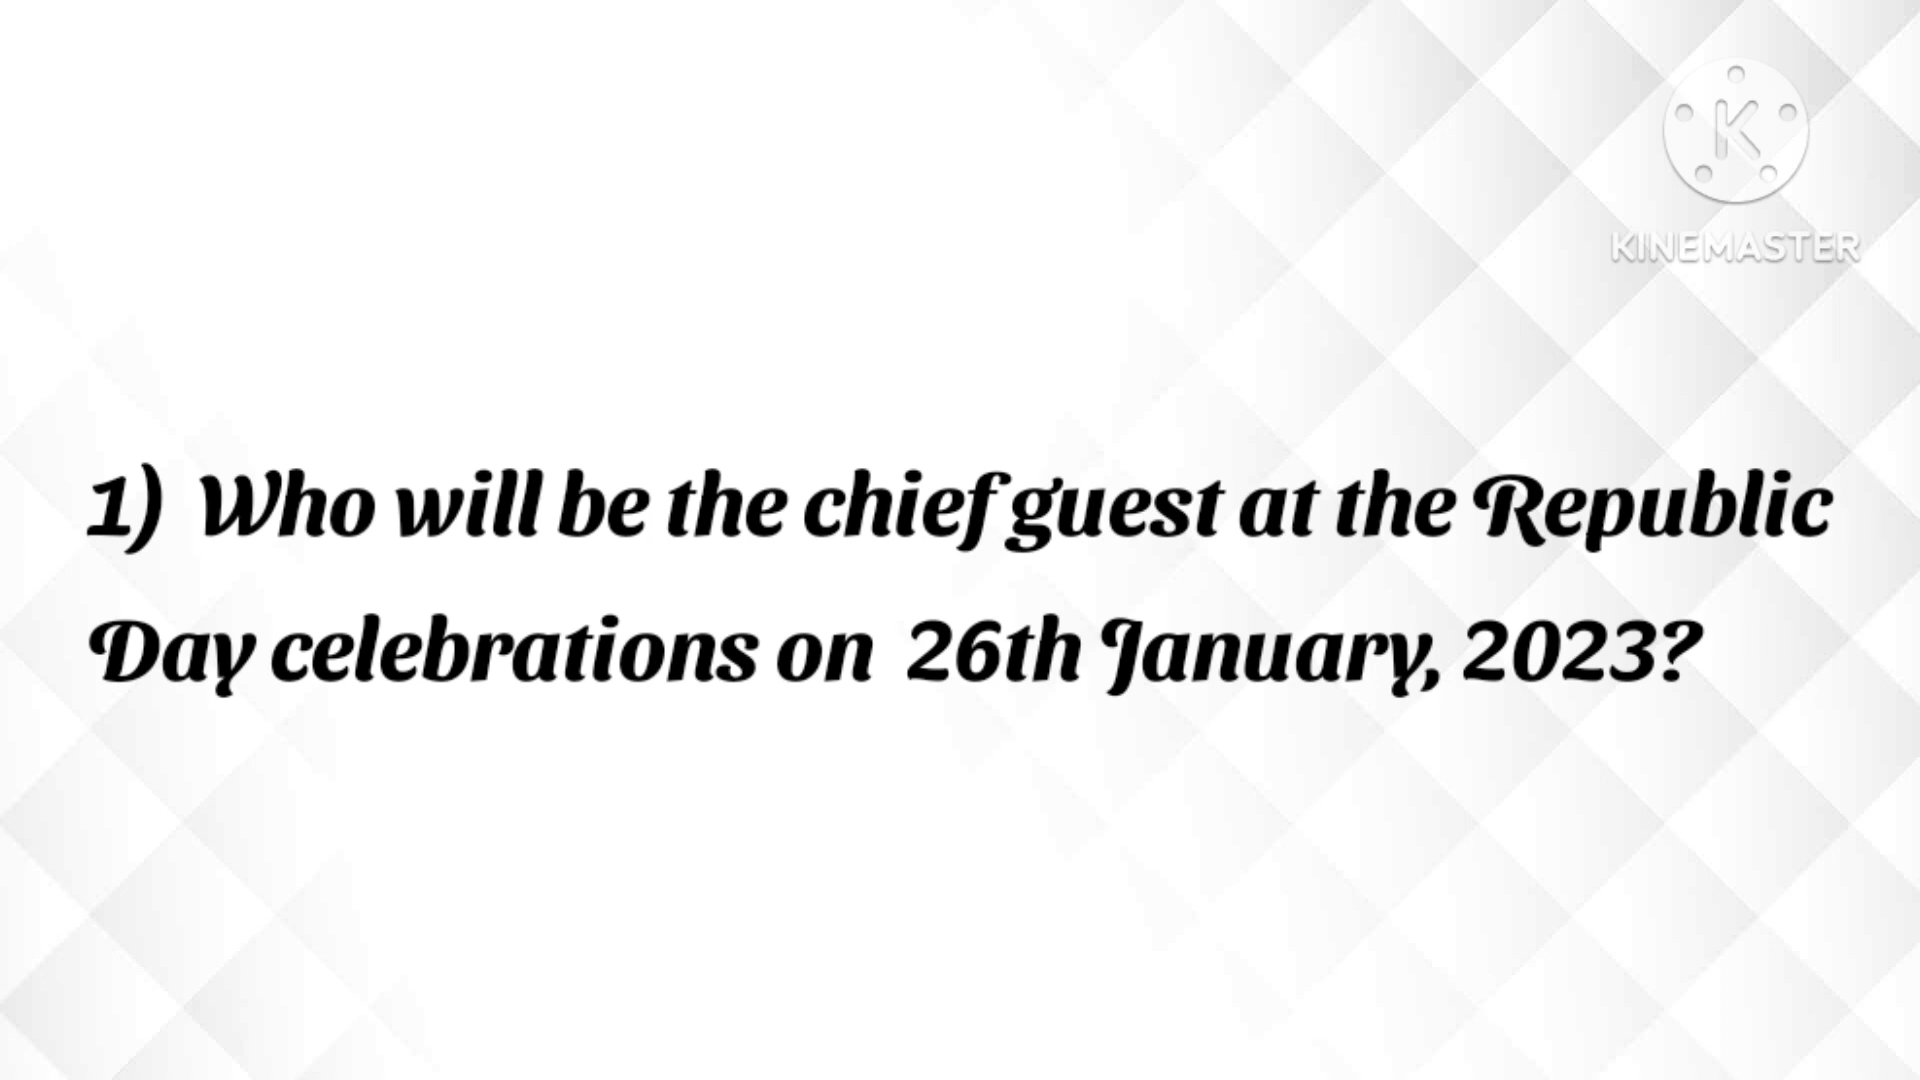 K
KINEMASTER
1) Who will be the chief guest at the Republic
Day celebrations on 26th January, 2023?